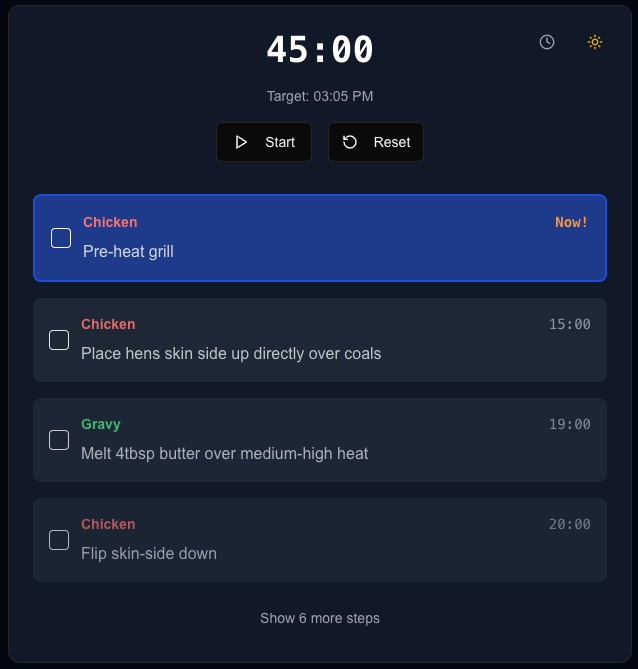 45:00
Target: 03:05 PM
Start
Reset
Chicken
Now!
Pre-heat grill
Chicken
15:00
Place hens skin side up directly over coals
Gravy
19:00
Melt 4tbsp butter over medium-high heat
Chicken
20:00
Flip skin-side down
Show 6 more steps